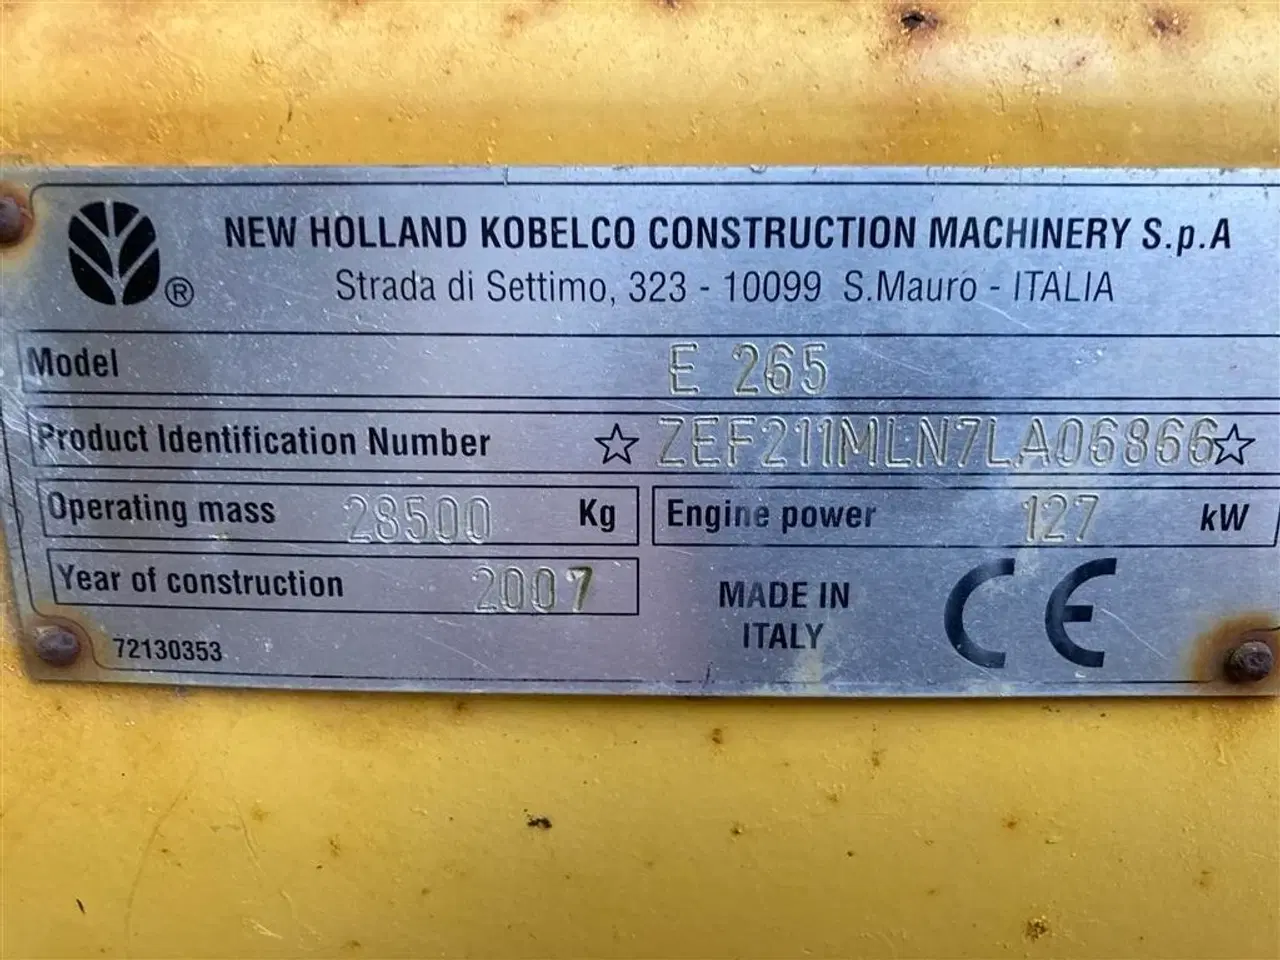 NEW HOLLAND KOBELCO CONSTRUCTION MACHINERY S.p.A
®
Strada di Settimo, 323 - 10099 S.Mauro - ITALIA
Model E 265
Product Identification Number ☆ ZEF211MLN7LA06866 ☆
Operating mass 28500 Kg Engine power 127 kW
Year of construction 2007
MADE IN
ITALY
CE
72130353